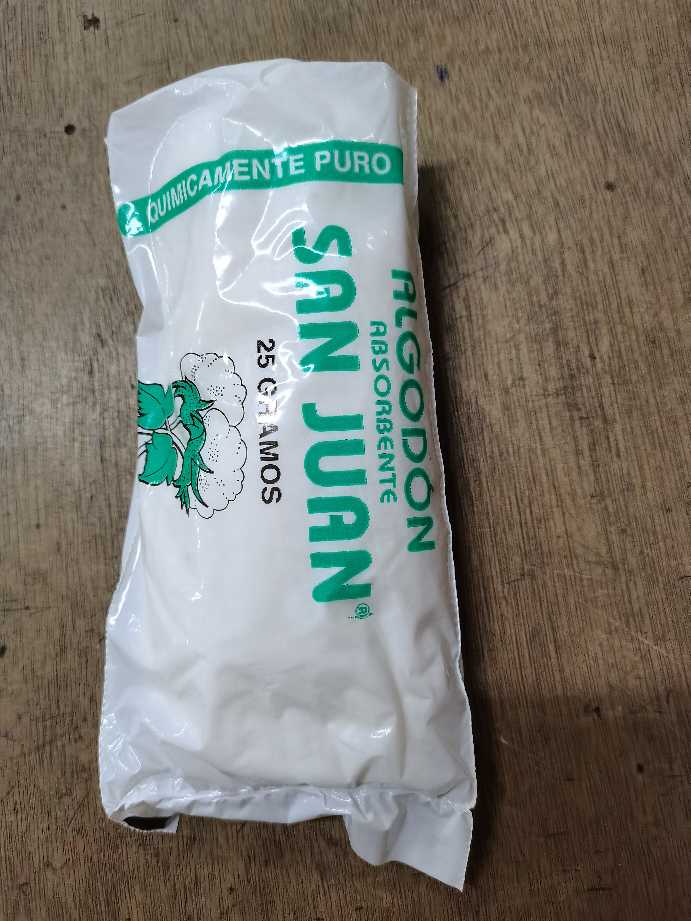 QUIMICAMENTE PURO
ALGODÓN
ABSORBENTE
SAN JUAN®
25 GRAMOS